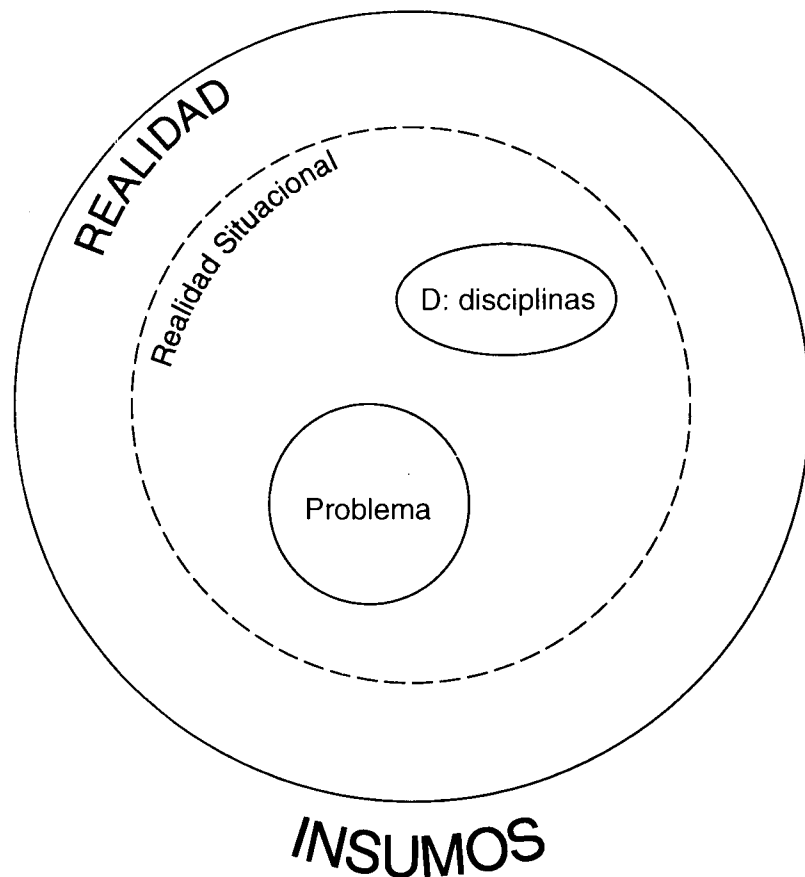 REALIDAD
Realidad Situacional
D: disciplinas
Problema
INSUMOS